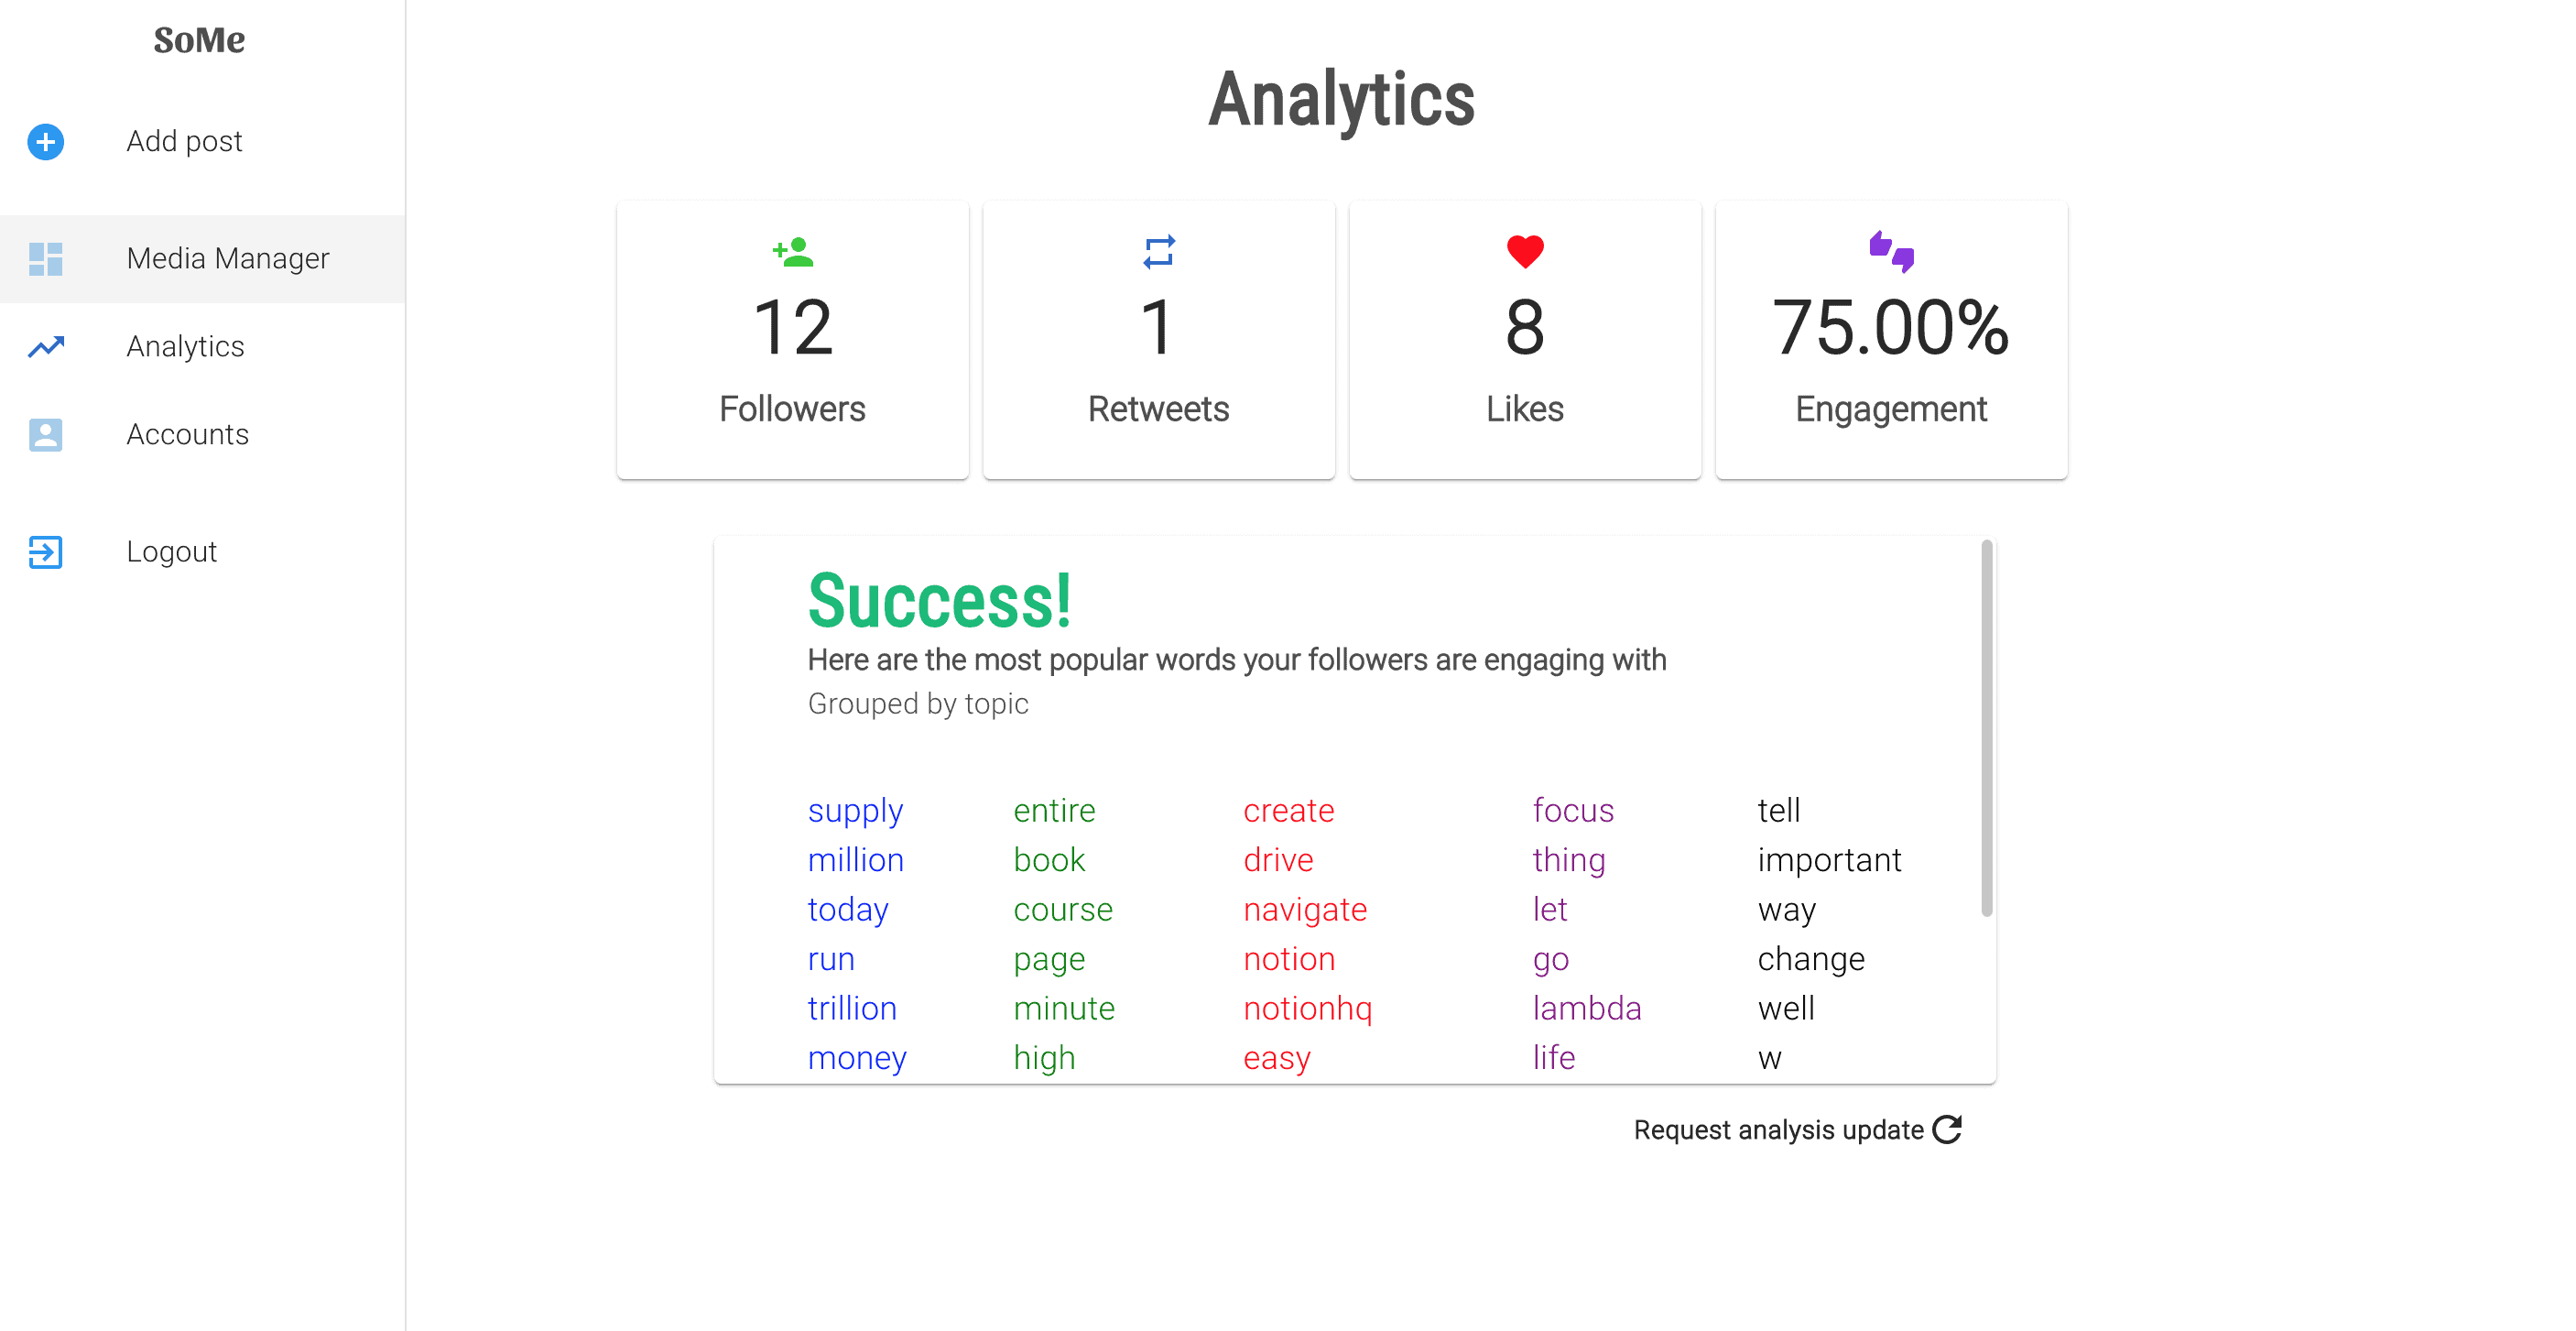 SoMe
Add post
Media Manager
Analytics
Accounts
Logout
Analytics
12
Followers
1
Retweets
8
Likes
75.00%
Engagement
Success!
Here are the most popular words your followers are engaging with
Grouped by topic
supply entire create focus tell
million book drive thing important
today course navigate let way
run page notion go change
trillion minute notionhq lambda well
money high easy life w
Request analysis update